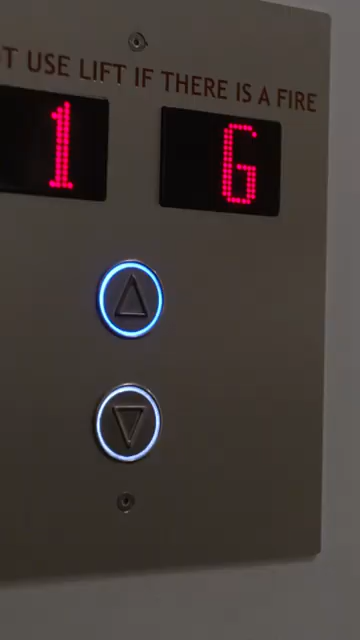 T USE LIFT IF THERE IS A FIRE
1 G